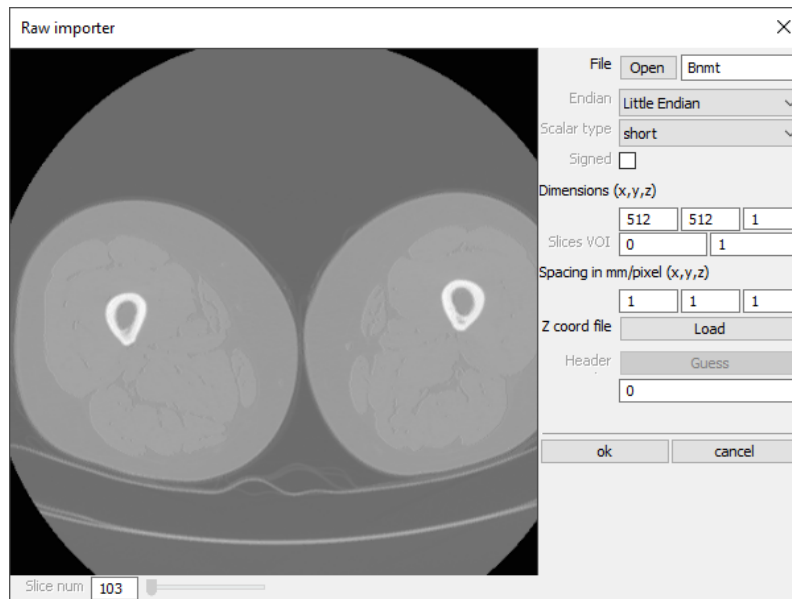 Raw importer
File Open Bnmt
Endian Little Endian
Scalar type short
Signed
Dimensions (x,y,z)
512 512 1
Slices VOI 0 1
Spacing in mm/pixel (x,y,z)
1 1 1
Z coord file Load
Header Guess
0
ok cancel
Slice num 103